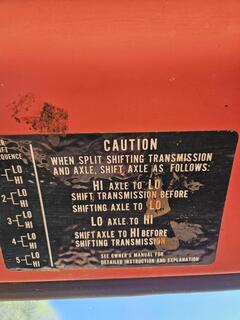 CAUTION
WHEN SPLIT SHIFTING TRANSMISSION
AND AXLE, SHIFT AXLE AS FOLLOWS:
HI AXLE TO LO
SHIFT TRANSMISSION BEFORE
SHIFTING AXLE TO LO
LO AXLE TO HI
SHIFT AXLE TO HI BEFORE
SHIFTING TRANSMISSION
SEE OWNER'S MANUAL FOR
DETAILED INSTRUCTION AND EXPLANATION
LO
HI
2 LO
HI
3 LO
HI
4 LO
HI
5 LO
HI